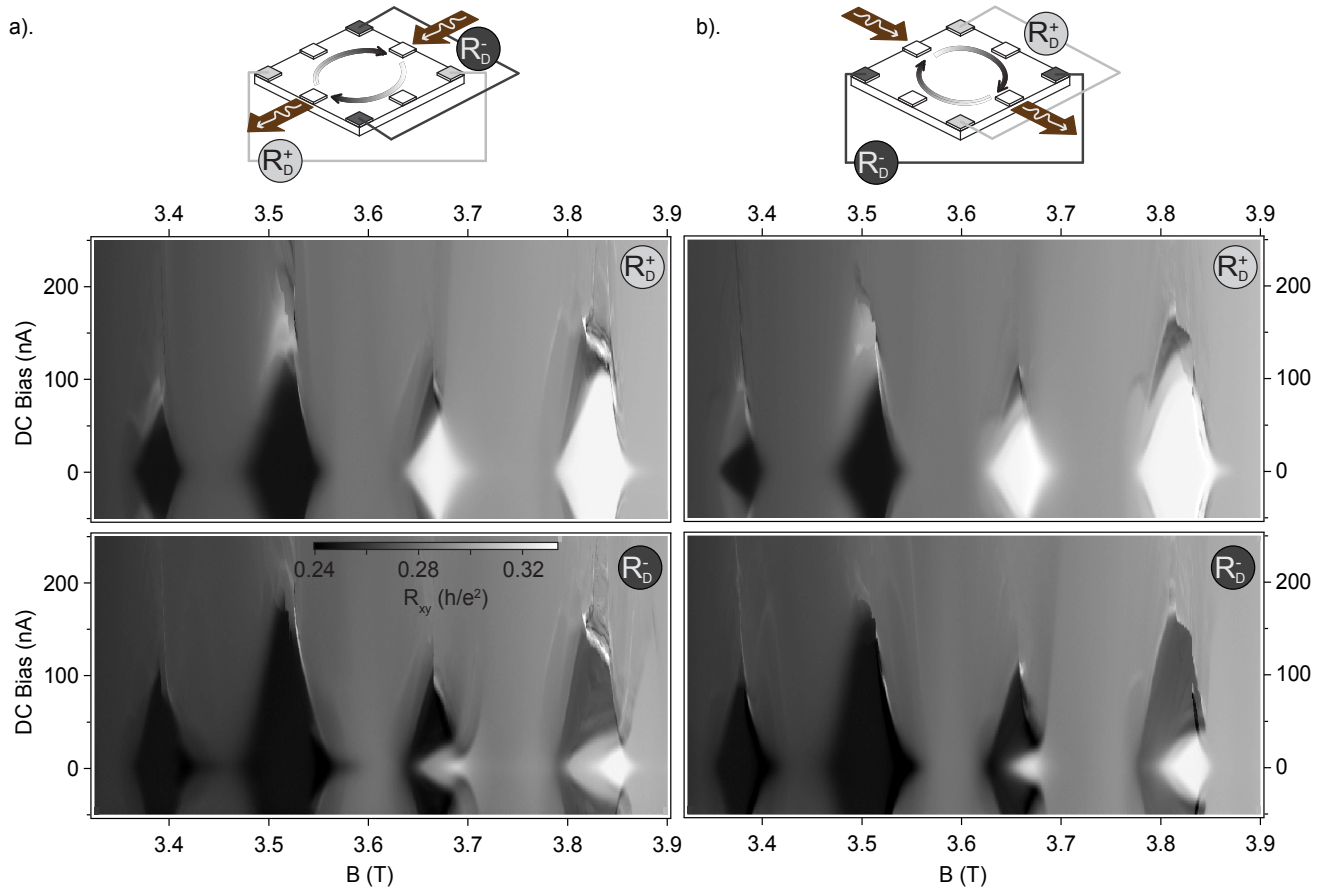 a).
R_D^-
R_D^+
b).
R_D^+
R_D^-
3.4 3.5 3.6 3.7 3.8 3.9
3.4 3.5 3.6 3.7 3.8 3.9
DC Bias (nA)
200
100
0
R_D^+
R_D^+
200
100
0
DC Bias (nA)
200
100
0
0.24 0.28 0.32
R_xy (h/e²)
R_D^-
R_D^-
200
100
0
3.4 3.5 3.6 3.7 3.8 3.9
3.4 3.5 3.6 3.7 3.8 3.9
B (T)
B (T)